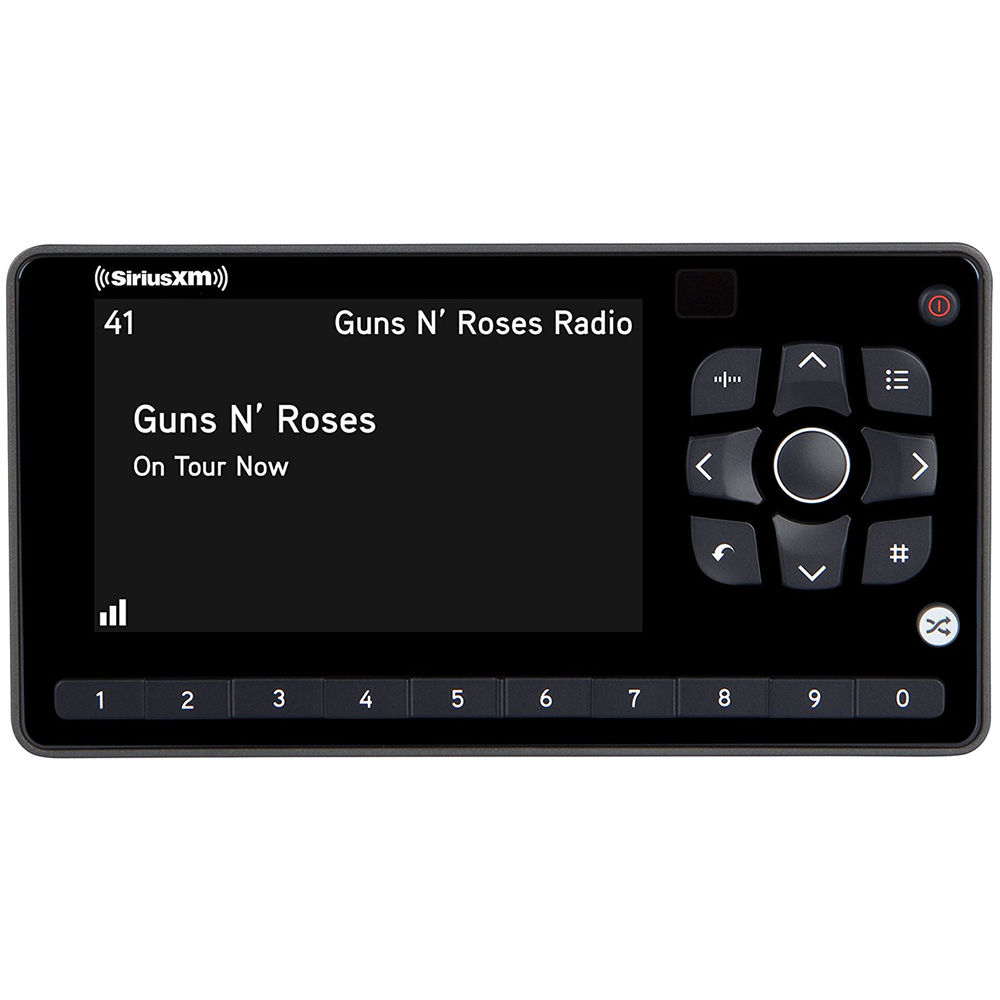 SiriusXM
41 Guns N' Roses Radio
Guns N' Roses
On Tour Now
1 2 3 4 5 6 7 8 9 0
#